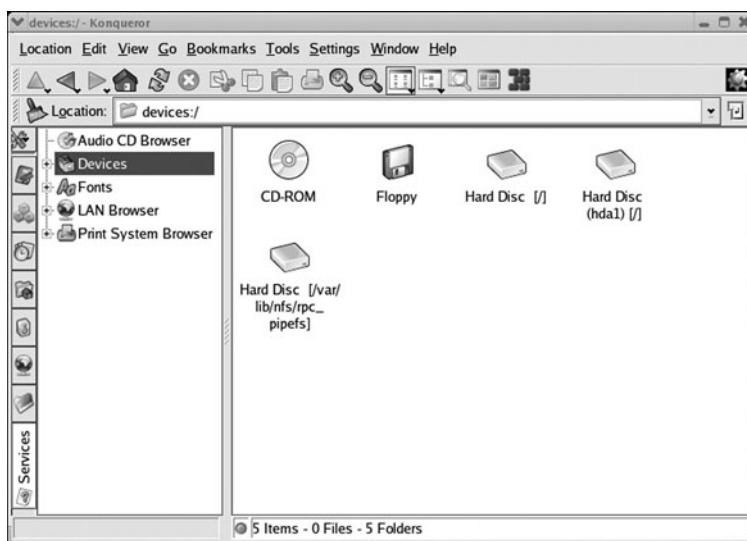 devices:/ - Konqueror
Location Edit View Go Bookmarks Tools Settings Window Help
Location: devices:/
Audio CD Browser
Devices
Fonts
LAN Browser
Print System Browser
Services
CD-ROM
Floppy
Hard Disc [/]
Hard Disc
(hda1) [/]
Hard Disc [/var/
lib/nfs/rpc_
pipefs]
5 Items - 0 Files - 5 Folders